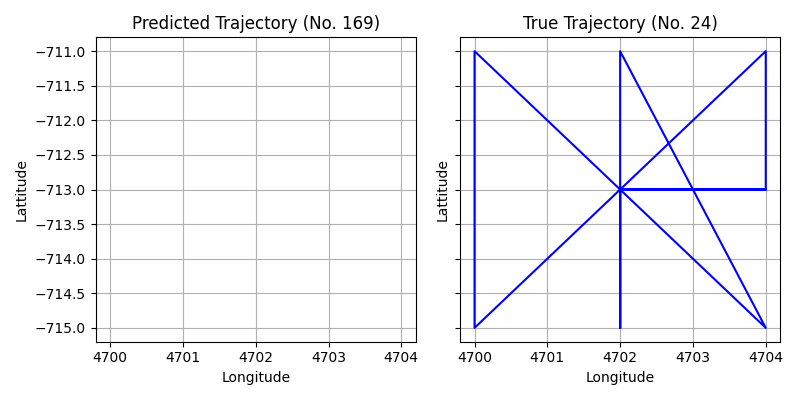 Predicted Trajectory (No. 169)
True Trajectory (No. 24)
Lattitude
−711.0
−711.5
−712.0
−712.5
−713.0
−713.5
−714.0
−714.5
−715.0
4700 4701 4702 4703 4704
Longitude
Lattitude
4700 4701 4702 4703 4704
Longitude